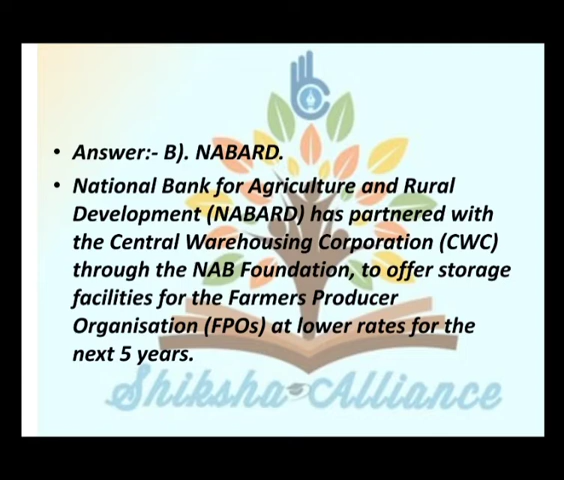 • Answer:- B). NABARD.
• National Bank for Agriculture and Rural
Development (NABARD) has partnered with
the Central Warehousing Corporation (CWC)
through the NAB Foundation, to offer storage
facilities for the Farmers Producer
Organisation (FPOs) at lower rates for the
next 5 years.
Shiksha Alliance